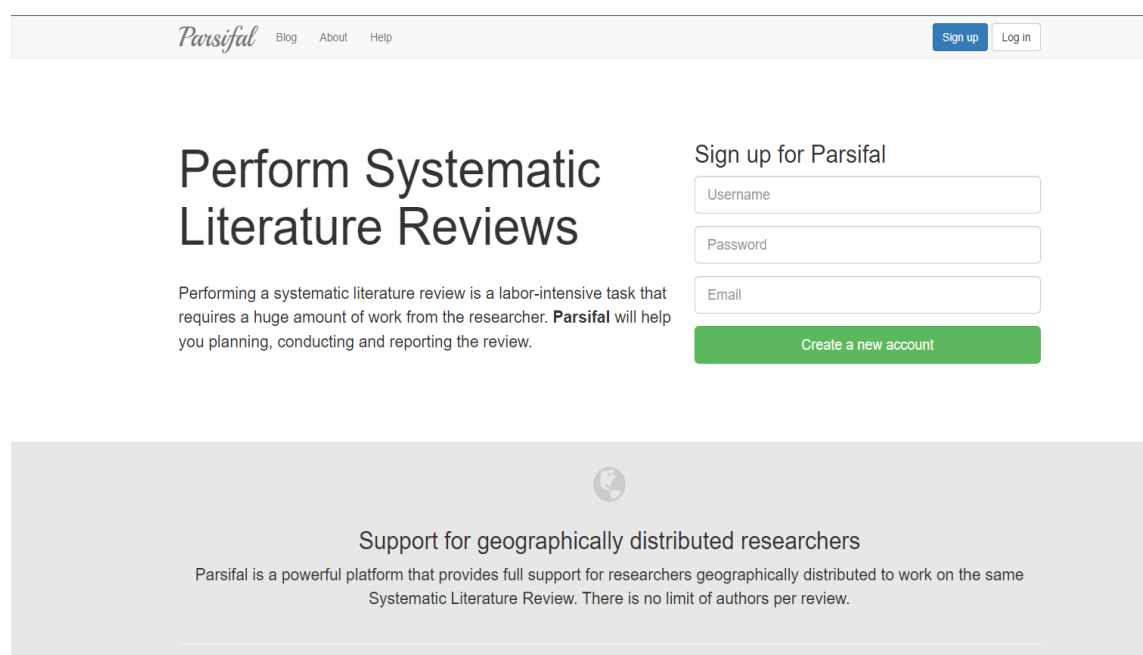 Parsifal Blog About Help Sign up Log in
Perform Systematic
Literature Reviews
Performing a systematic literature review is a labor-intensive task that
requires a huge amount of work from the researcher. Parsifal will help
you planning, conducting and reporting the review.
Sign up for Parsifal
Username
Password
Email
Create a new account
Support for geographically distributed researchers
Parsifal is a powerful platform that provides full support for researchers geographically distributed to work on the same
Systematic Literature Review. There is no limit of authors per review.